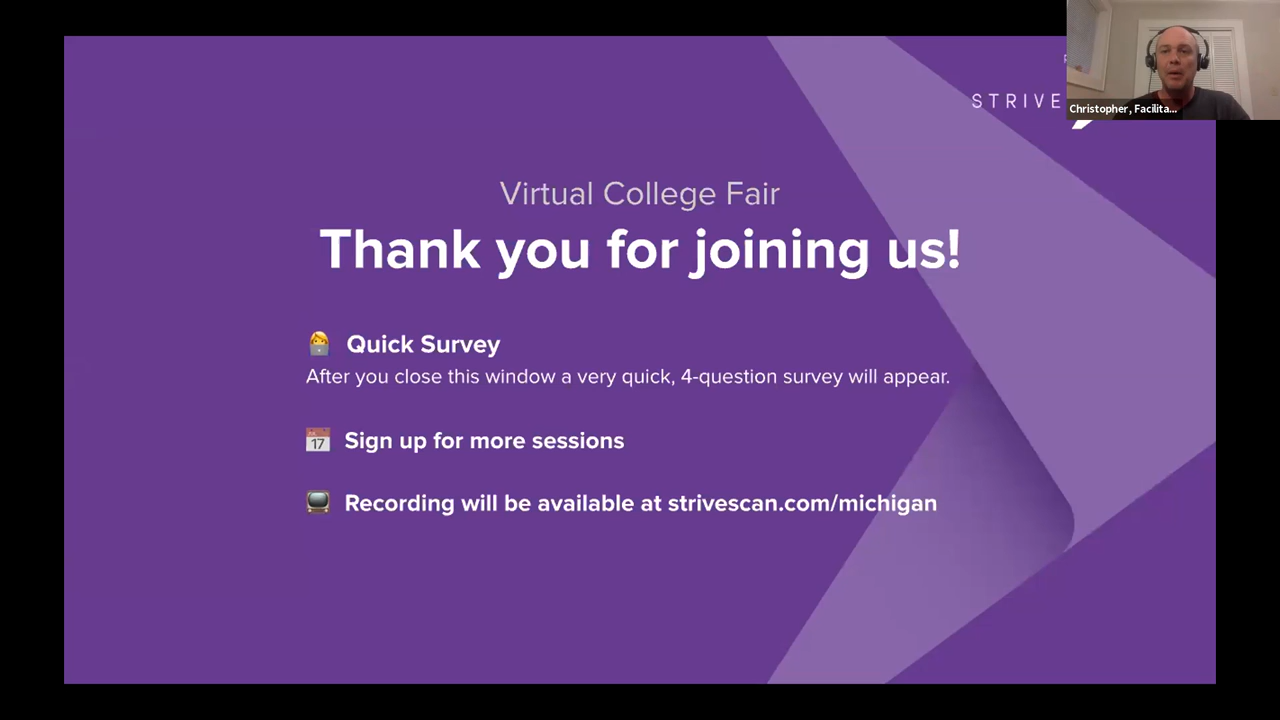 STRIVE
Christopher, Facilita...
Virtual College Fair
Thank you for joining us!
Quick Survey
After you close this window a very quick, 4-question survey will appear.
17
Sign up for more sessions
Recording will be available at strivescan.com/michigan